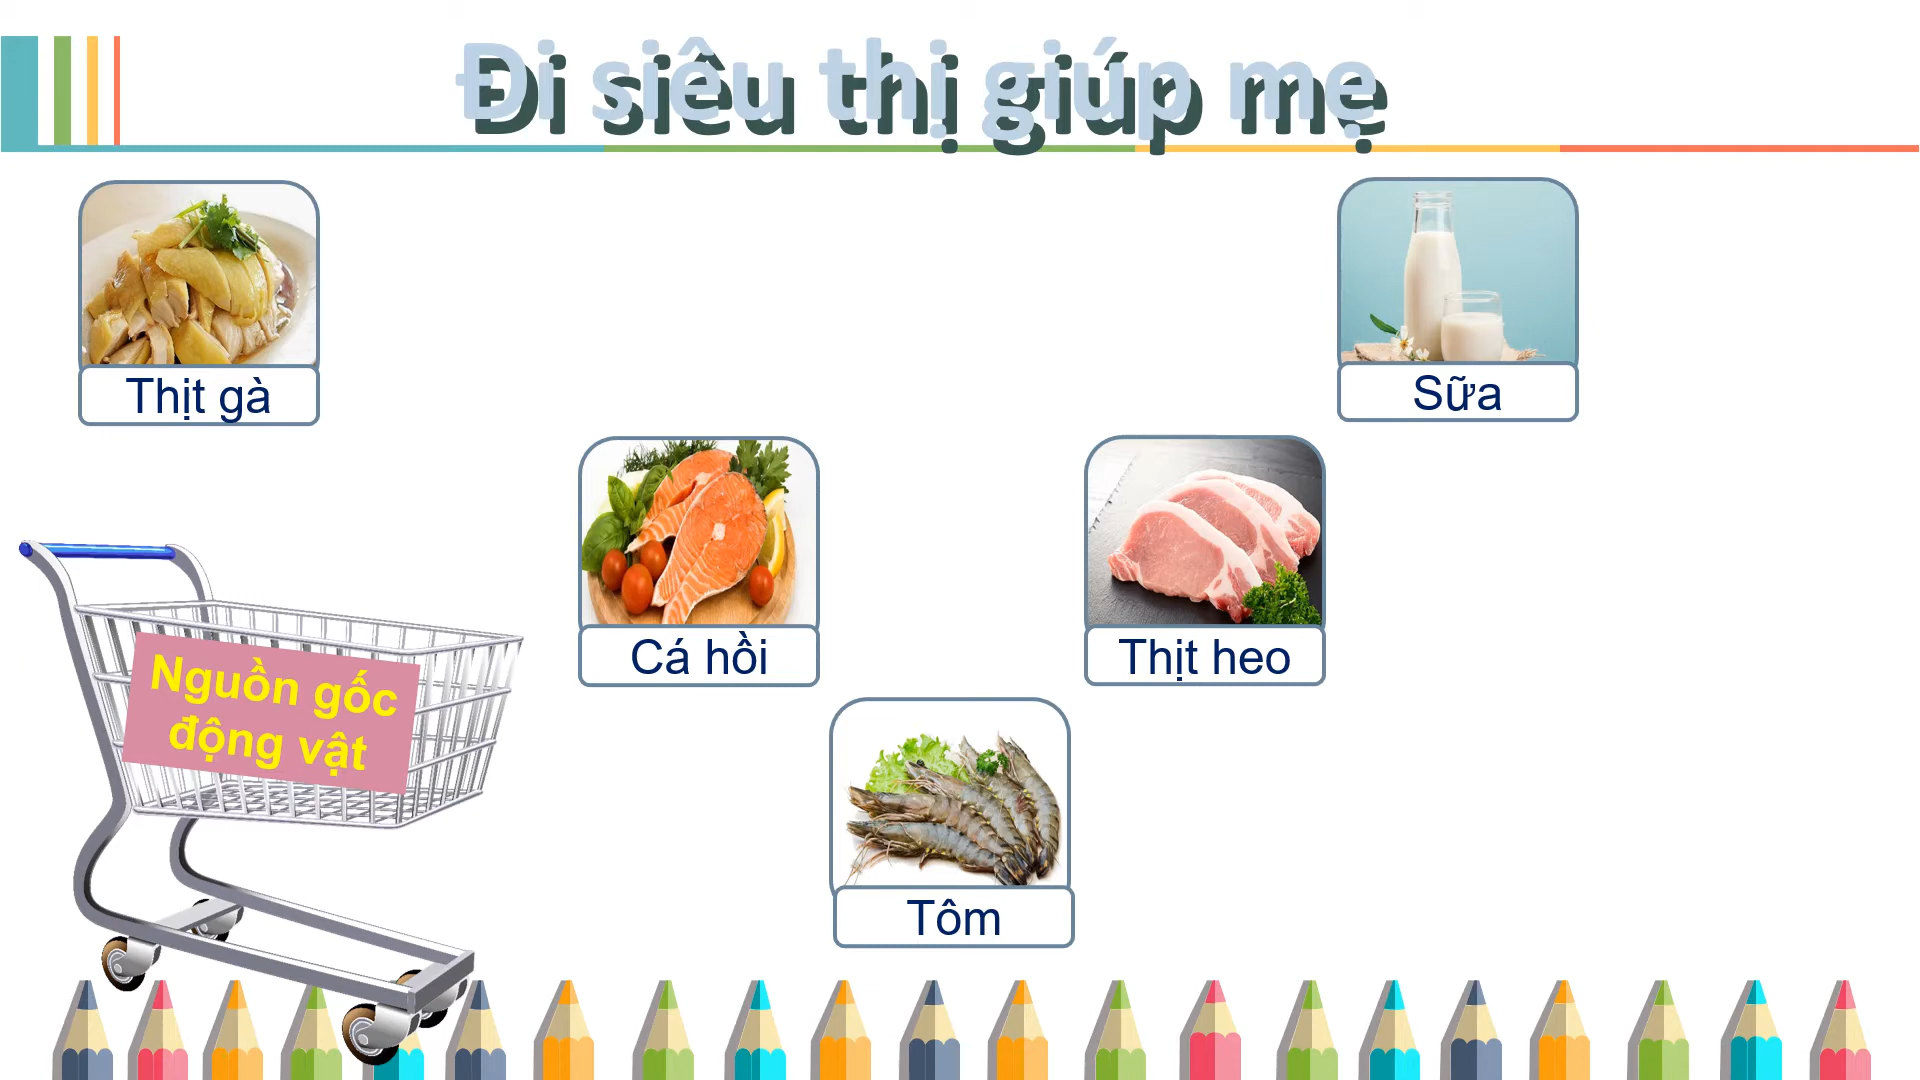 Đi siêu thị giúp mẹ
Thịt gà
Sữa
Cá hồi
Thịt heo
Nguồn gốc
động vật
Tôm